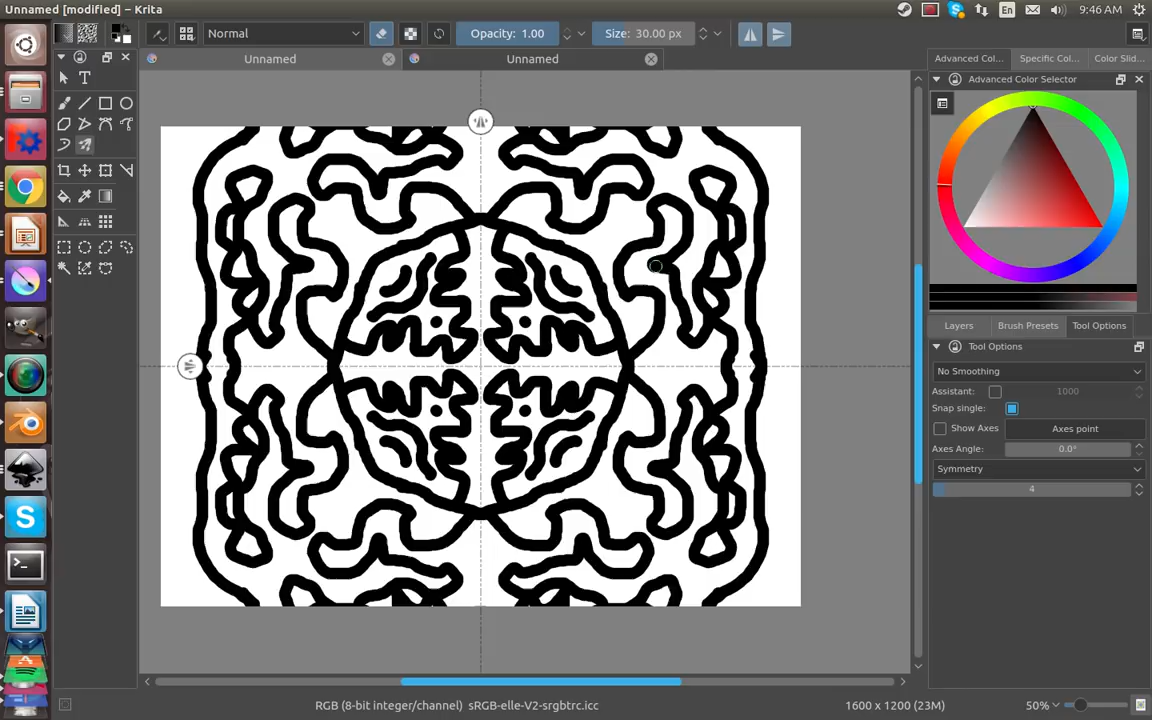 Unnamed [modified] - Krita
En
9:46 AM
Normal
Opacity: 1.00
Size: 30.00 px
Unnamed
Unnamed
Advanced Col...
Specific Col...
Color Slid...
Advanced Color Selector
Layers
Brush Presets
Tool Options
Tool Options
No Smoothing
Assistant:
1000
Snap single:
Show Axes
Axes point
Axes Angle:
0.0°
Symmetry
4
RGB (8-bit integer/channel) sRGB-elle-V2-srgbtrc.icc
1600 x 1200 (23M)
50%